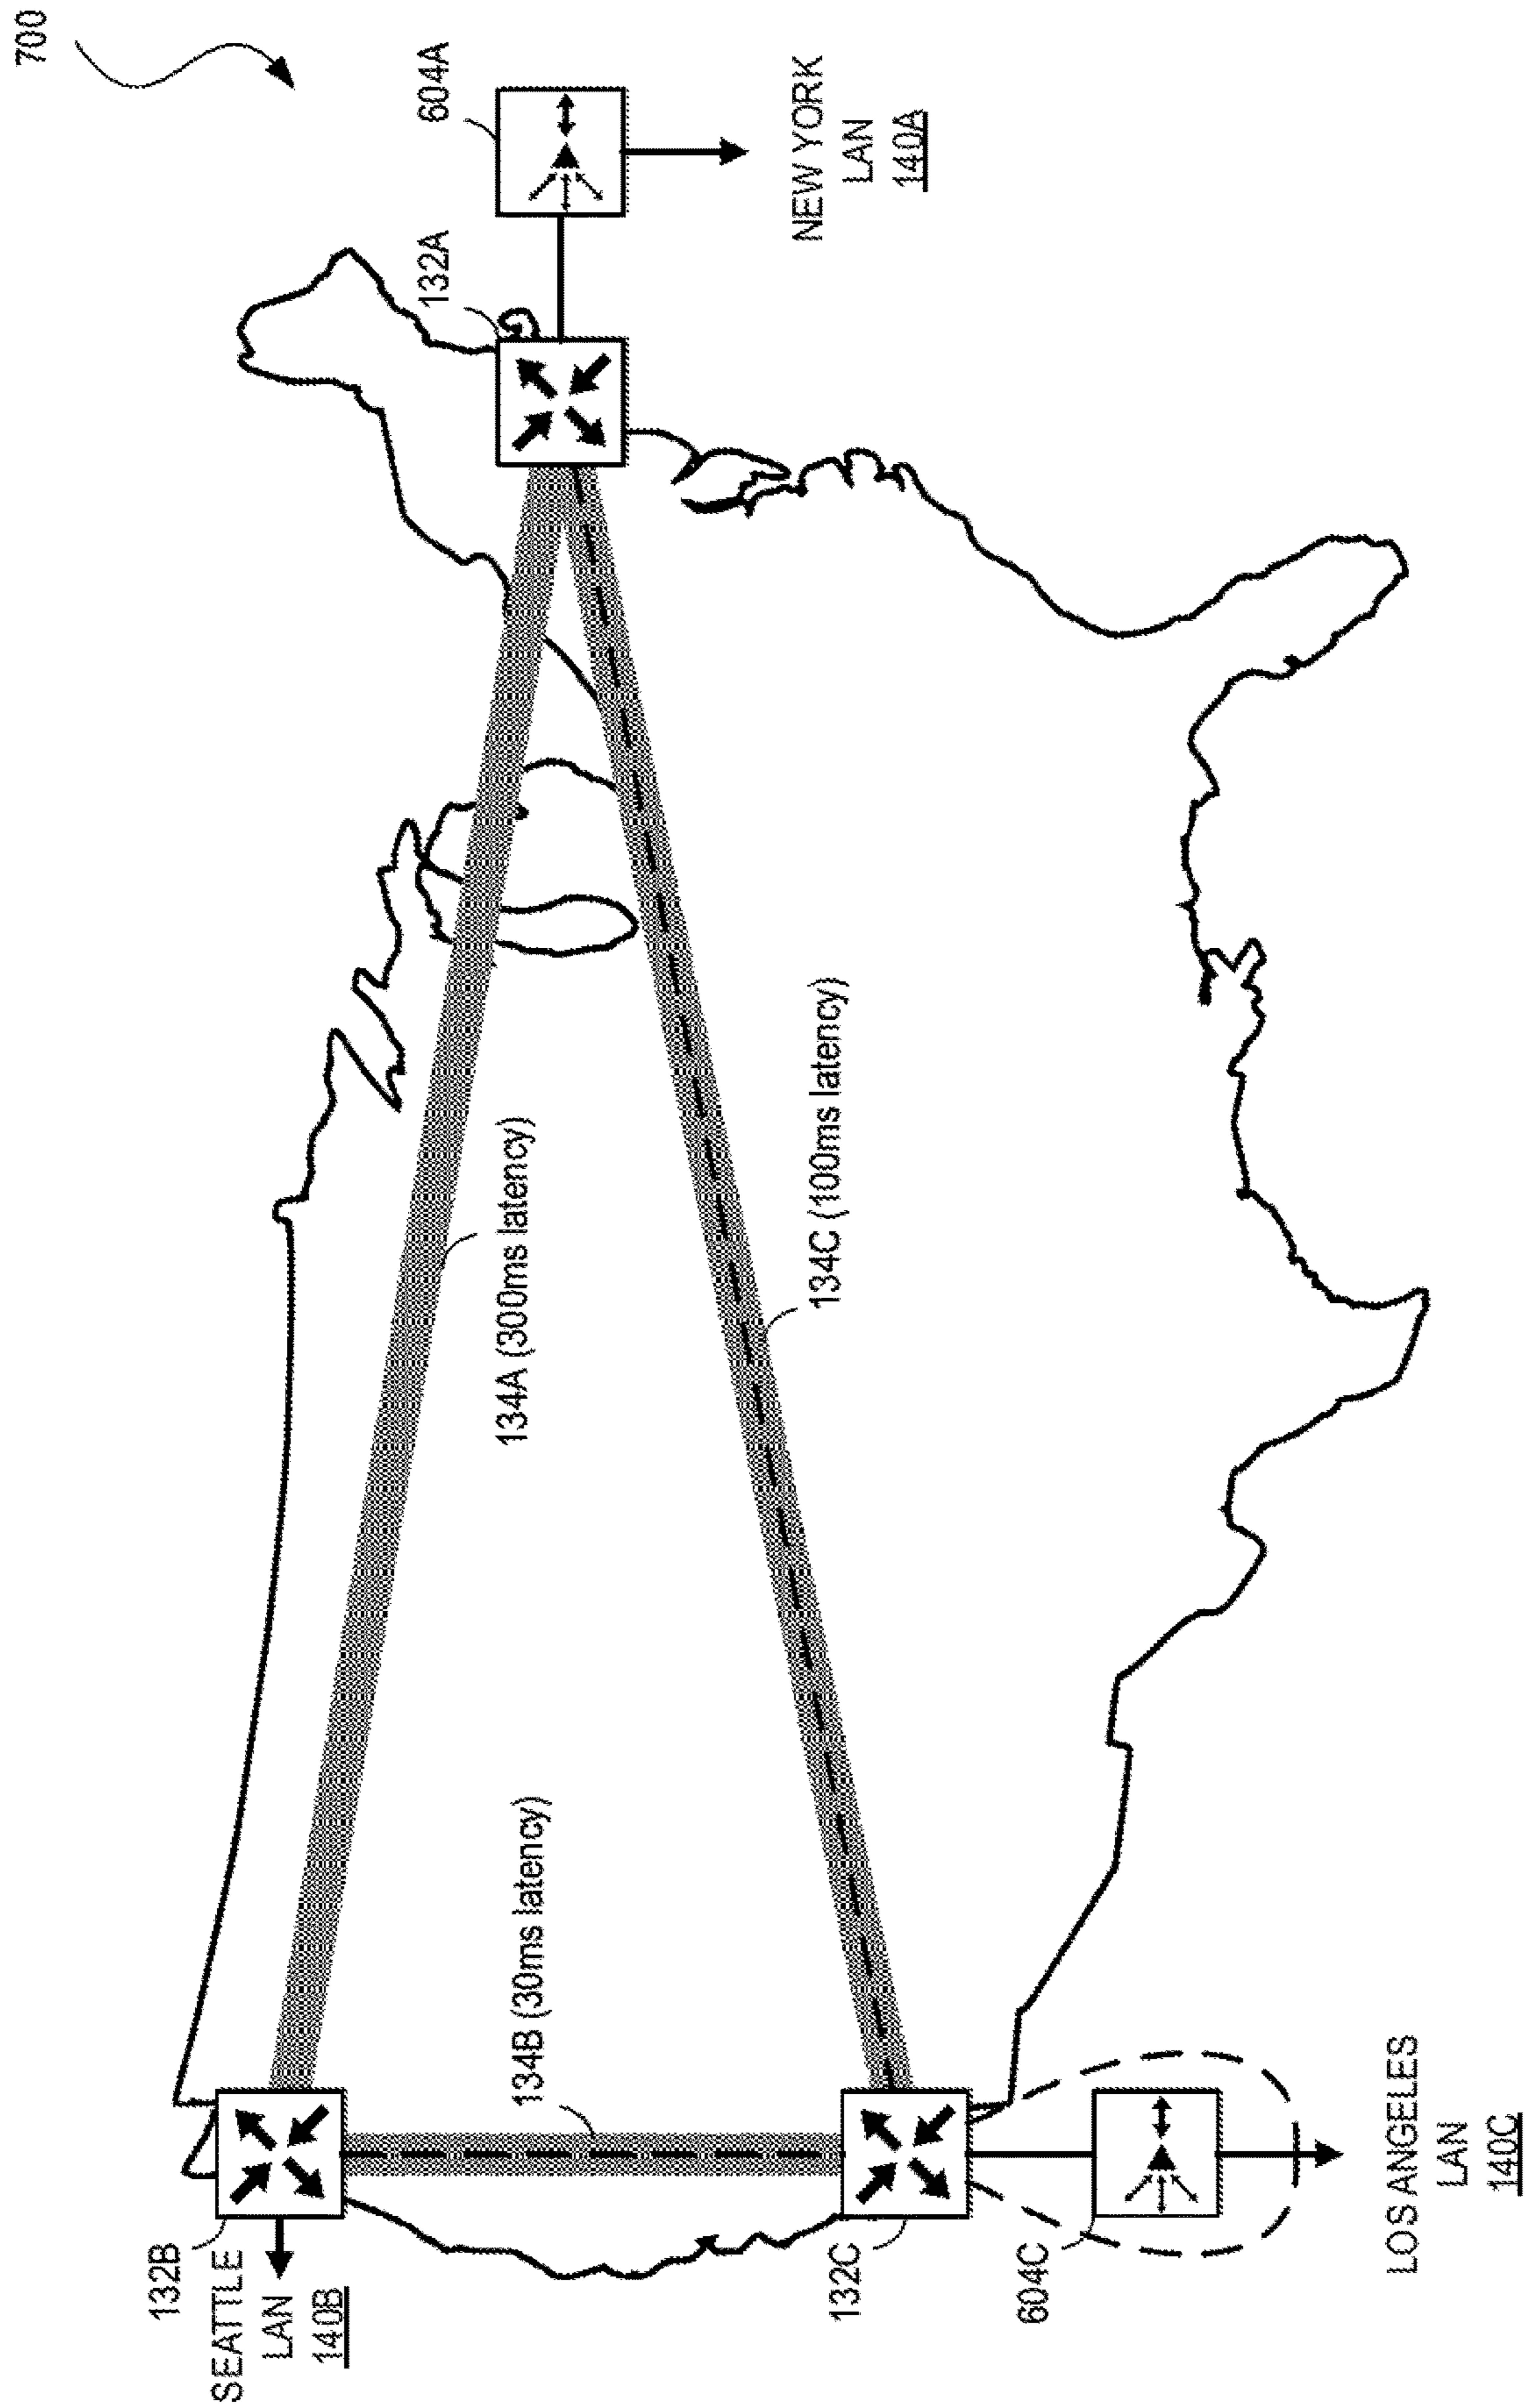 700
604A
132A
NEW YORK
LAN
140A
134A (300ms latency)
134C (100ms latency)
134B (30ms latency)
132B
SEATTLE
LAN
140B
132C
604C
LOS ANGELES
LAN
140C